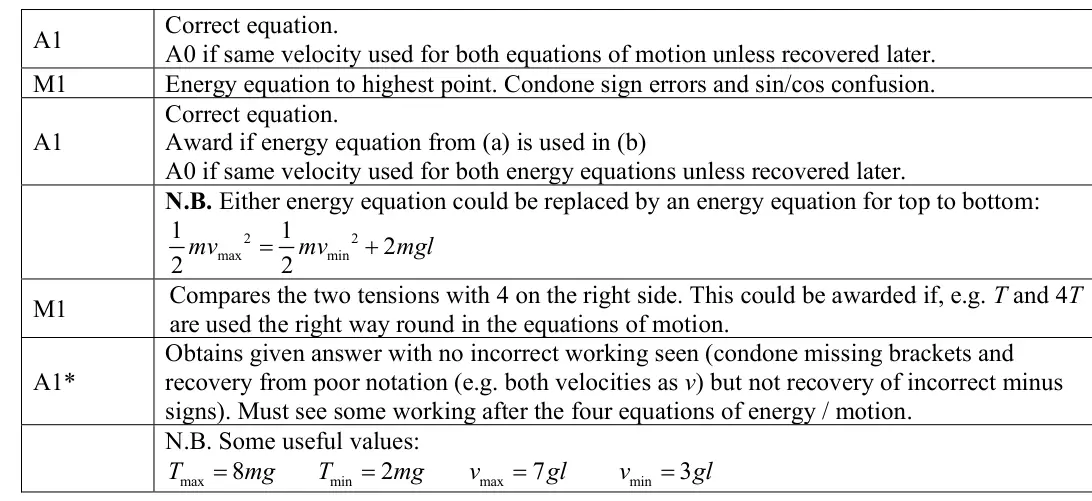 A1
Correct equation.
A0 if same velocity used for both equations of motion unless recovered later.
M1
Energy equation to highest point. Condone sign errors and sin/cos confusion.
A1
Correct equation.
Award if energy equation from (a) is used in (b)
A0 if same velocity used for both energy equations unless recovered later.
N.B. Either energy equation could be replaced by an energy equation for top to bottom:
1/2 mv_max² = 1/2 mv_min² + 2mgl
M1
Compares the two tensions with 4 on the right side. This could be awarded if, e.g. T and 4T
are used the right way round in the equations of motion.
A1*
Obtains given answer with no incorrect working seen (condone missing brackets and
recovery from poor notation (e.g. both velocities as v) but not recovery of incorrect minus
signs). Must see some working after the four equations of energy / motion.
N.B. Some useful values:
T_max = 8mg T_min = 2mg v_max = 7gl v_min = 3gl